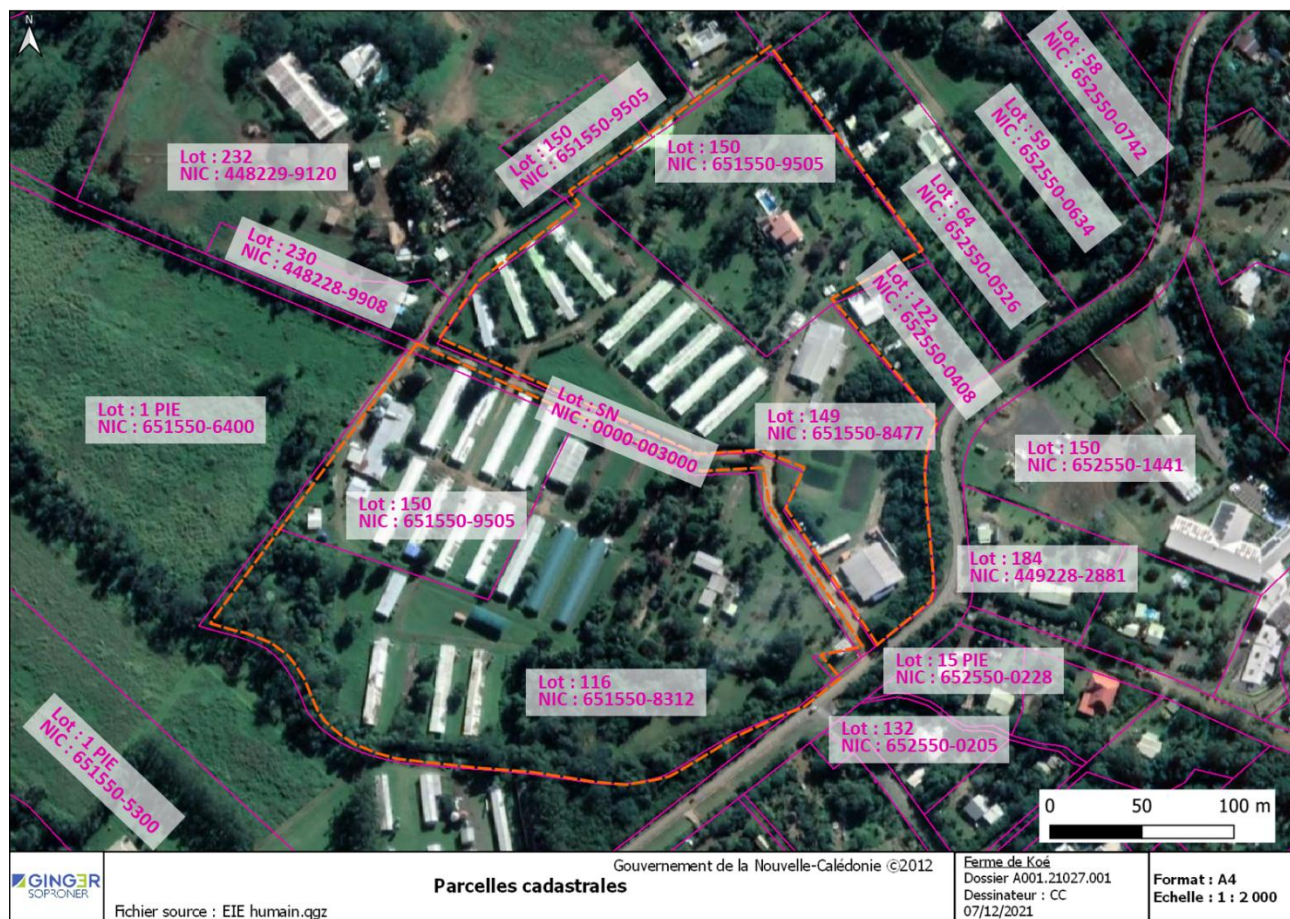 N
Lot : 58
NIC : 652550-0742
Lot : 150
NIC : 651550-9505
Lot : 150
NIC : 651550-9505
Lot : 59
NIC : 652550-0634
Lot : 232
NIC : 448229-9120
Lot : 64
NIC : 652550-0526
Lot : 230
NIC : 448228-9908
Lot : 122
NIC : 652550-0408
Lot : SN
NIC : 0000-003000
Lot : 1 PIE
NIC : 651550-6400
Lot : 149
NIC : 651550-8477
Lot : 150
NIC : 652550-1441
Lot : 150
NIC : 651550-9505
Lot : 184
NIC : 449228-2881
Lot : 15 PIE
NIC : 652550-0228
Lot : 116
NIC : 651550-8312
Lot : 132
NIC : 652550-0205
Lot : 1 PIE
NIC : 651550-5300
0 50 100 m
GINGER
SOPRONER
Gouvernement de la Nouvelle-Calédonie ©2012
Parcelles cadastrales
Fichier source : EIE humain.qgz
Ferme de Koé
Dossier A001.21027.001
Dessinateur : CC
07/12/2021
Format : A4
Echelle : 1 : 2 000